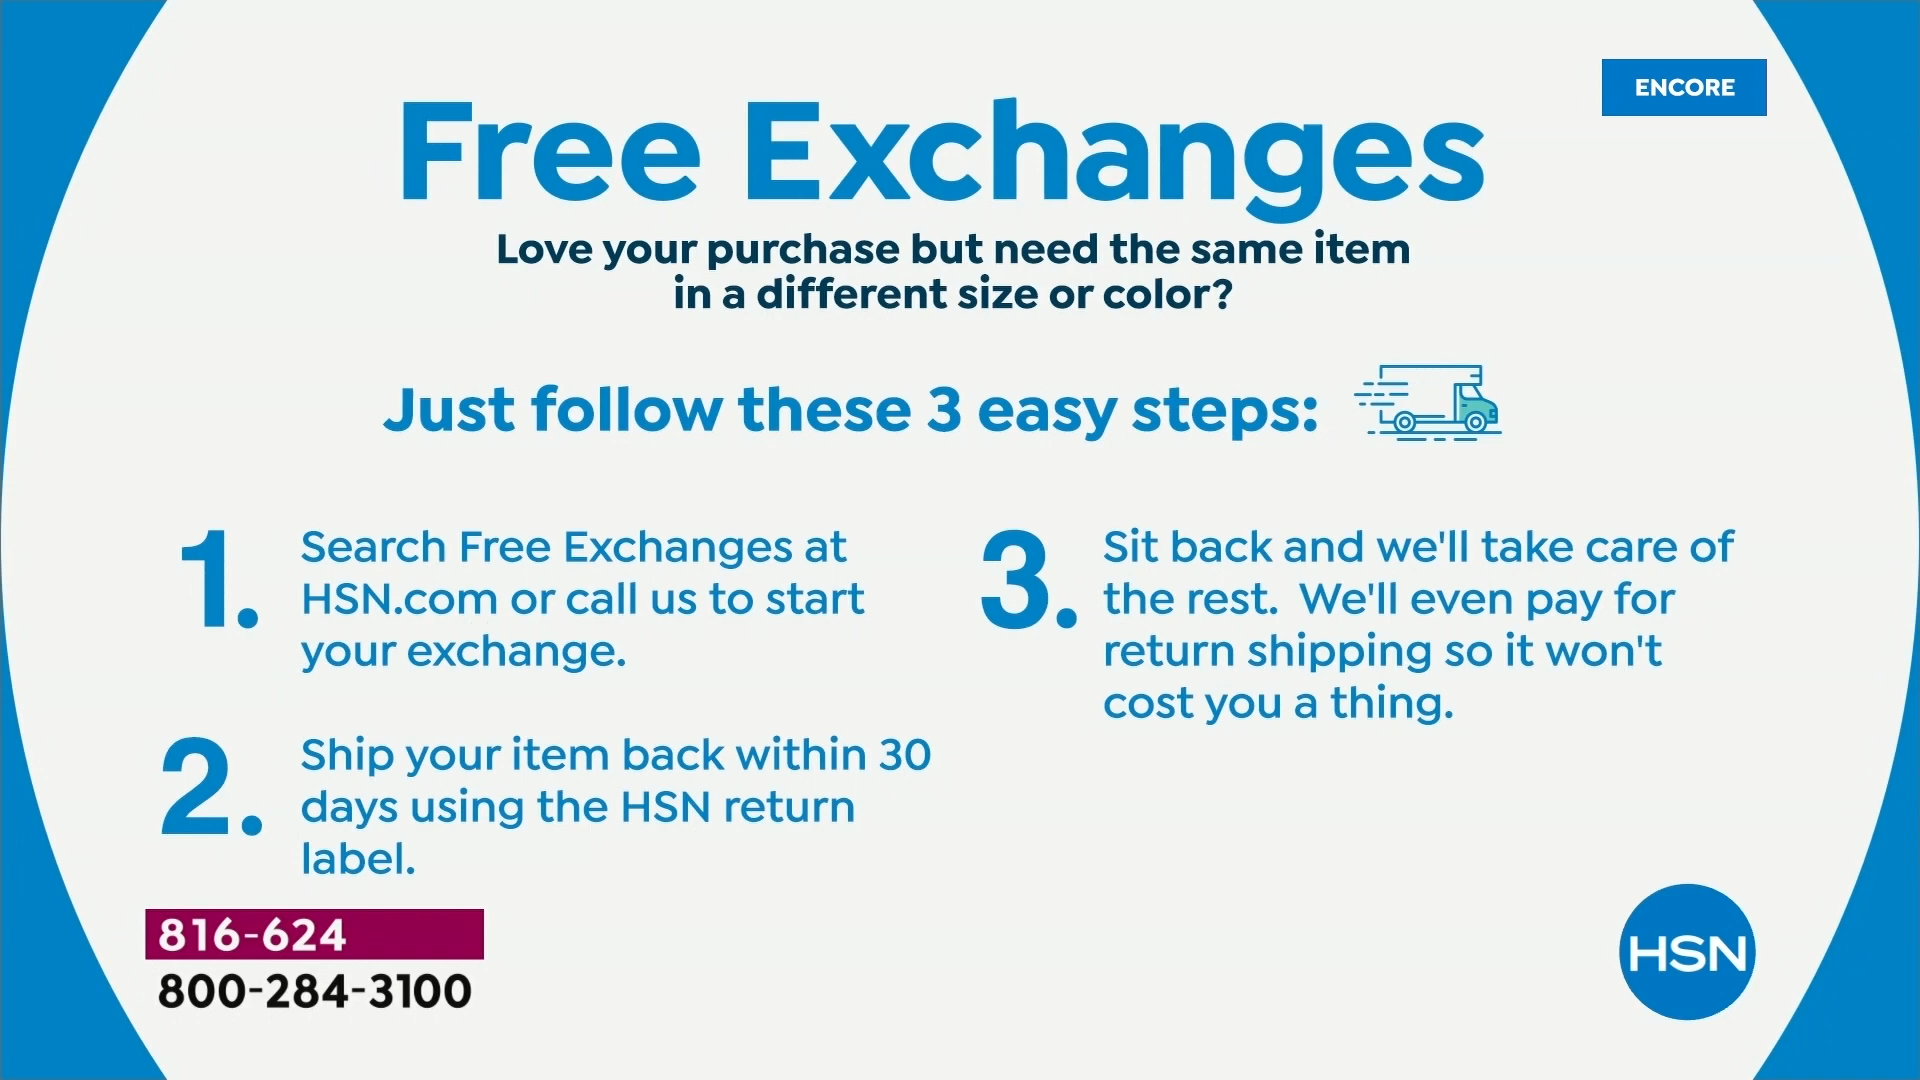 ENCORE
Free Exchanges
Love your purchase but need the same item
in a different size or color?
Just follow these 3 easy steps:
1.
Search Free Exchanges at
HSN.com or call us to start
your exchange.
2.
Ship your item back within 30
days using the HSN return
label.
3.
Sit back and we'll take care of
the rest.  We'll even pay for
return shipping so it won't
cost you a thing.
816-624
800-284-3100
HSN